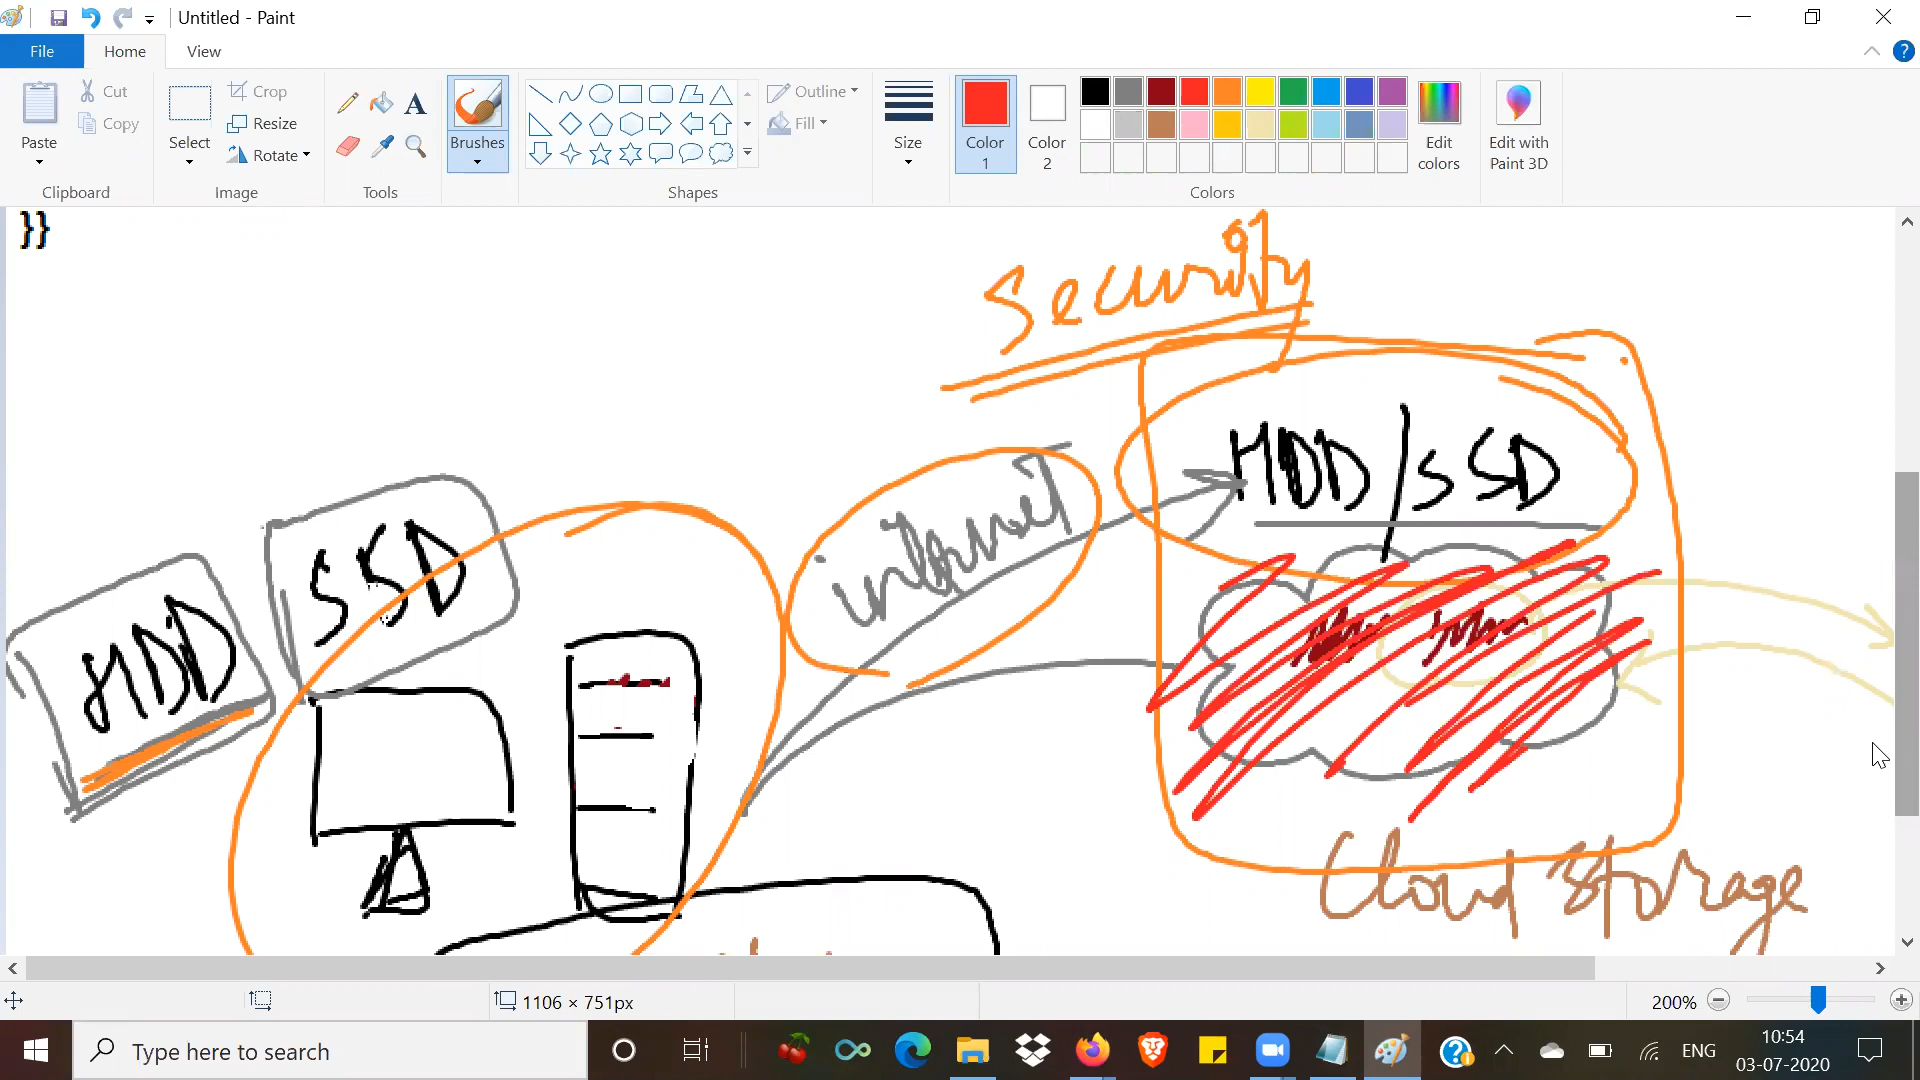 Untitled - Paint
File
Home
View
Paste
Cut
Copy
Clipboard
Select
Crop
Resize
Rotate
Image
Tools
Brushes
Shapes
Outline
Fill
Size
Color
1
Color
2
Colors
Edit
colors
Edit with
Paint 3D
}}
Security
HDD/SSD
internet
SSD
HDD
Cloud Storage
1106 × 751px
200%
Type here to search
ENG
10:54
03-07-2020